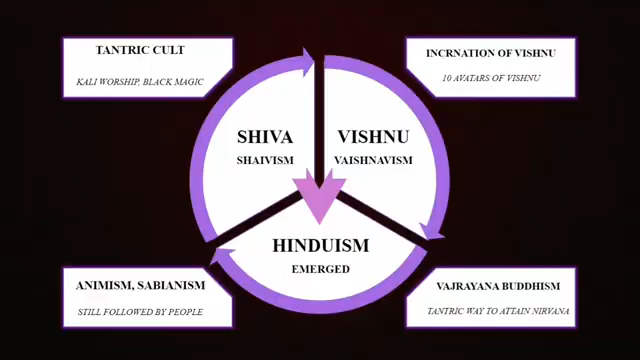 TANTRIC CULT
KALI WORSHIP, BLACK MAGIC
INCRNATION OF VISHNU
10 AVATARS OF VISHNU
SHIVA
SHAIVISM
VISHNU
VAISHNAVISM
HINDUISM
EMERGED
ANIMISM, SABIANISM
STILL FOLLOWED BY PEOPLE
VAJRAYANA BUDDHISM
TANTRIC WAY TO ATTAIN NIRVANA